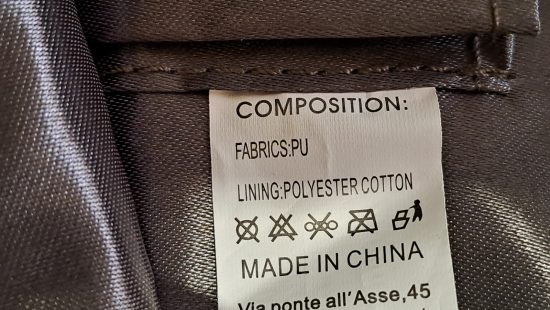 COMPOSITION:
FABRICS:PU
LINING:POLYESTER COTTON
MADE IN CHINA
Via ponte all'Asse,45